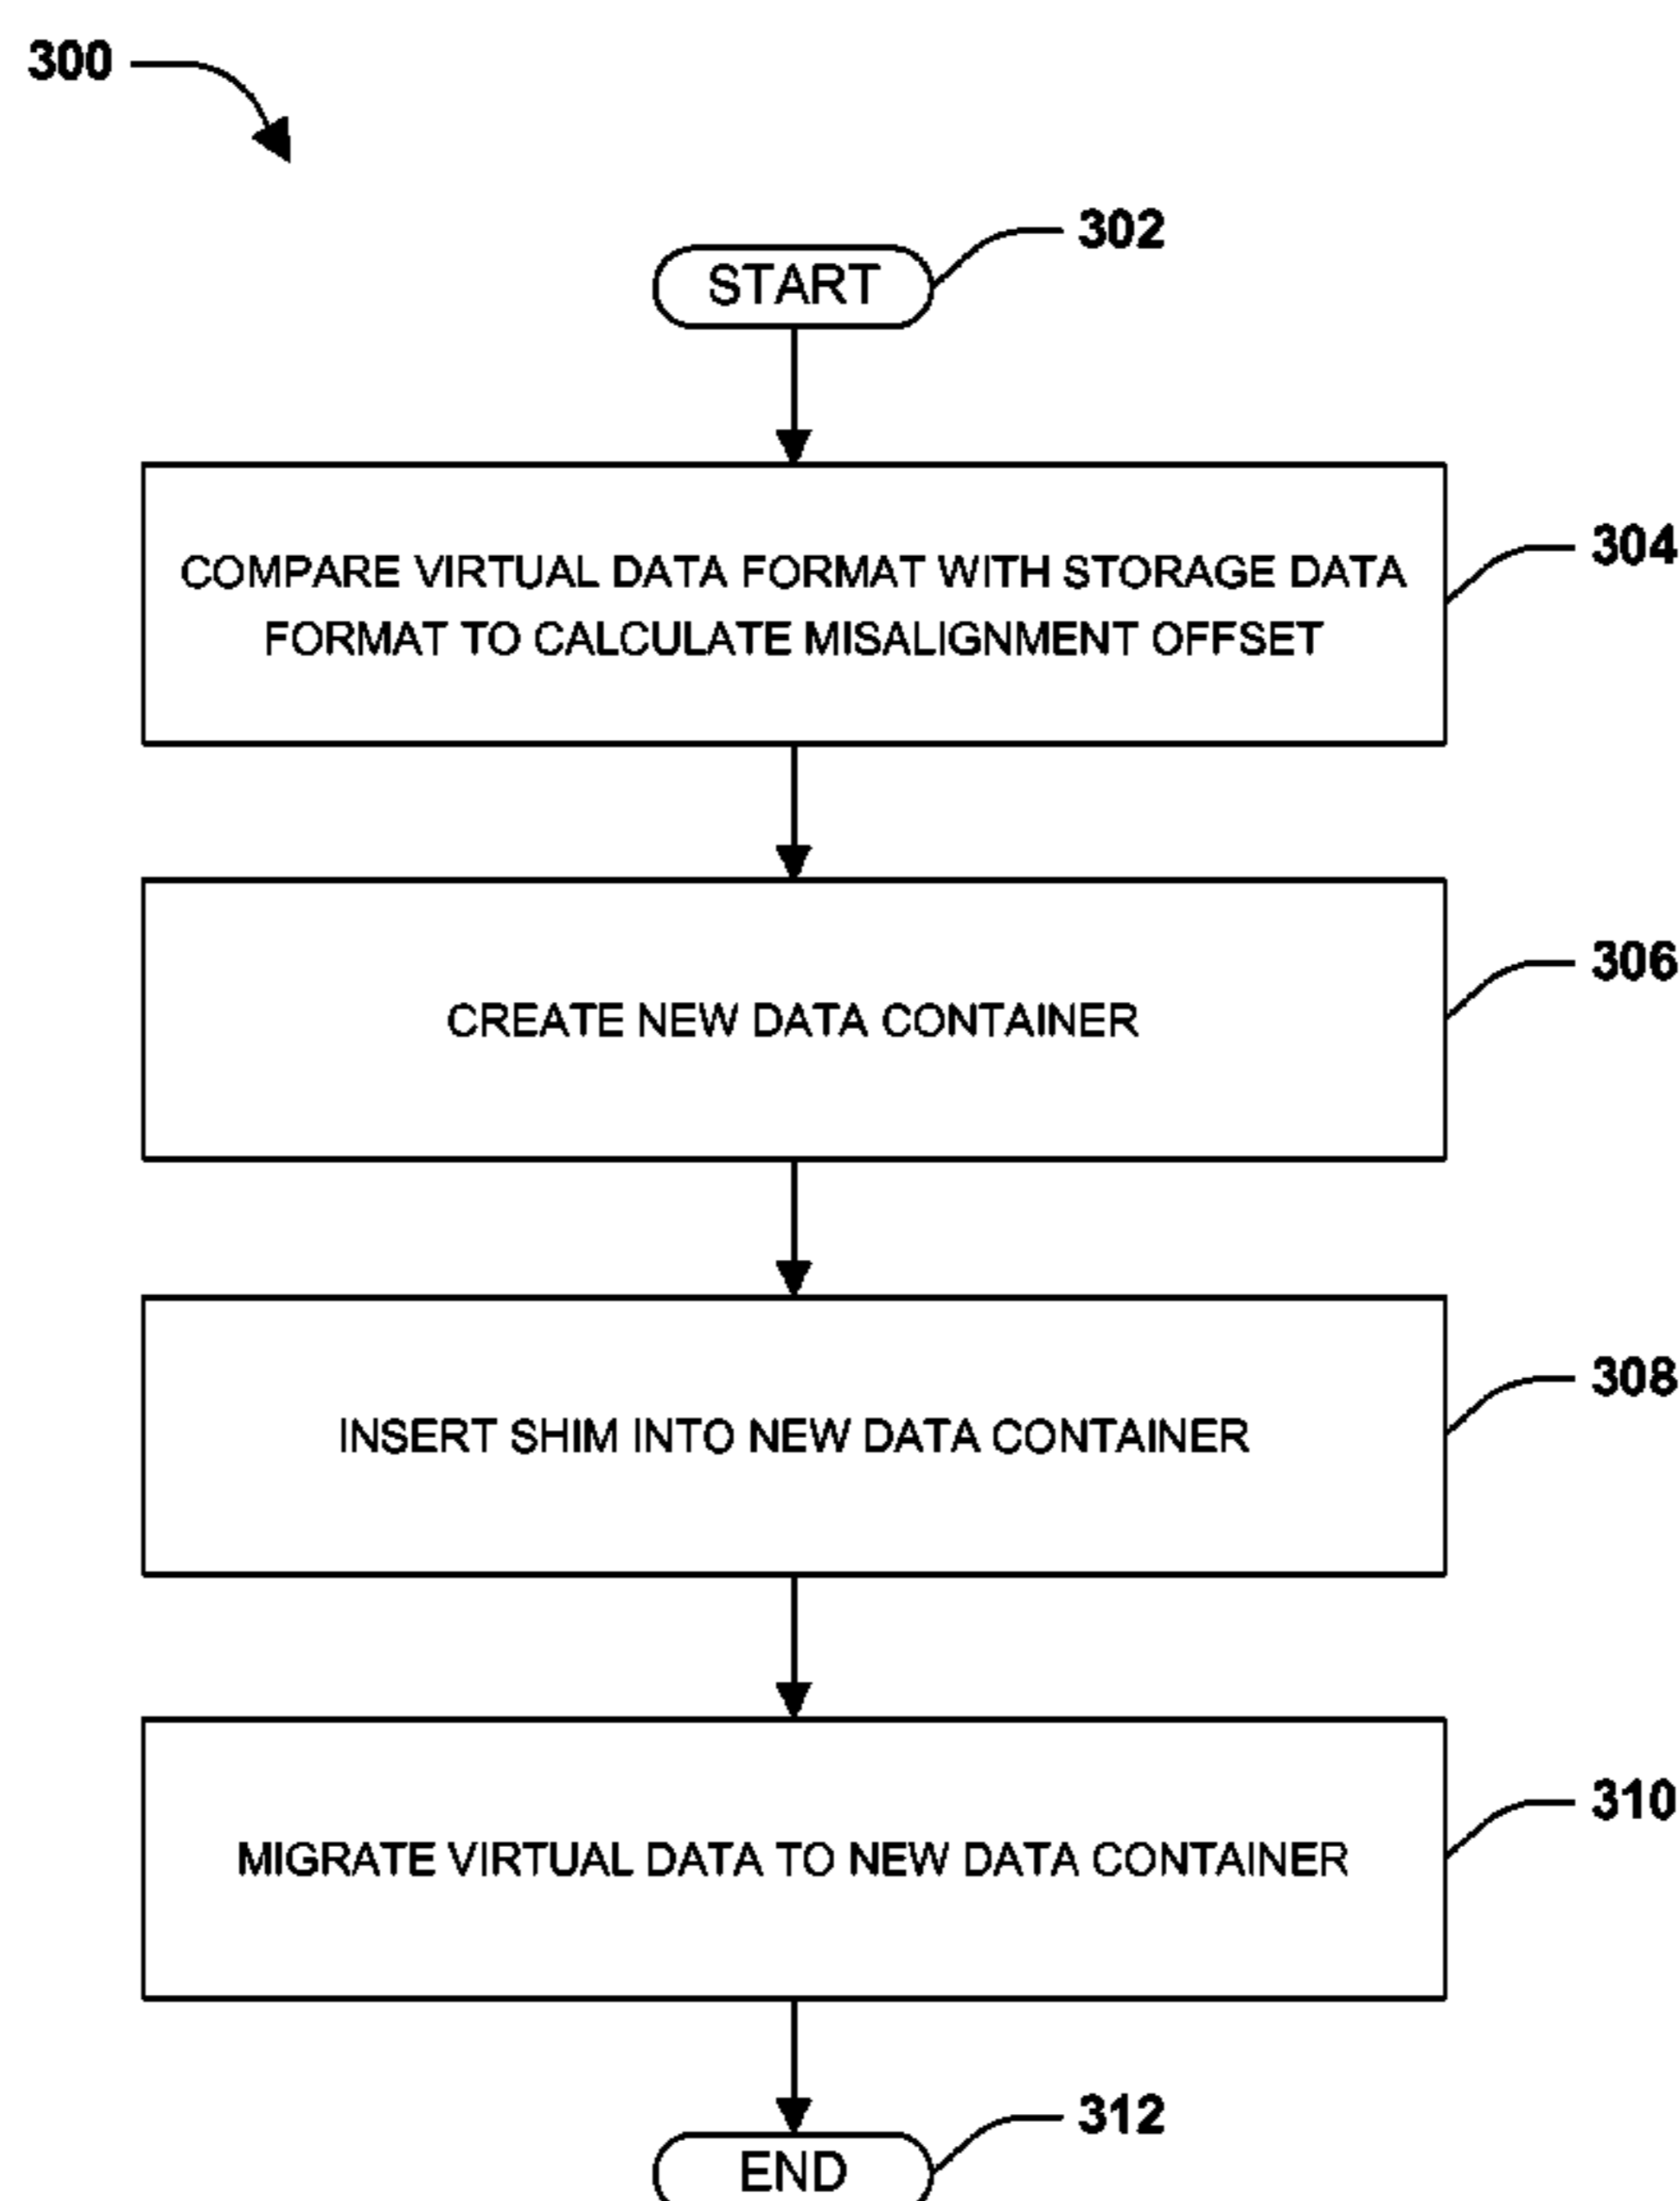 300
302
START
304
COMPARE VIRTUAL DATA FORMAT WITH STORAGE DATA
FORMAT TO CALCULATE MISALIGNMENT OFFSET
306
CREATE NEW DATA CONTAINER
308
INSERT SHIM INTO NEW DATA CONTAINER
310
MIGRATE VIRTUAL DATA TO NEW DATA CONTAINER
312
END